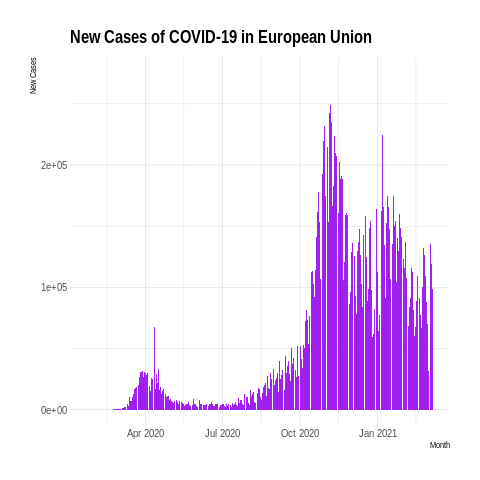 New Cases of COVID-19 in European Union
New Cases
2e+05
1e+05
0e+00
Apr 2020
Jul 2020
Oct 2020
Jan 2021
Month